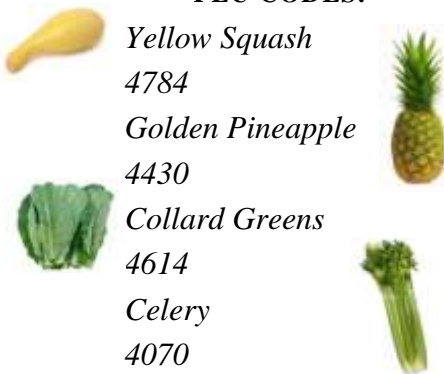 PLU CODES:
Yellow Squash
4784
Golden Pineapple
4430
Collard Greens
4614
Celery
4070